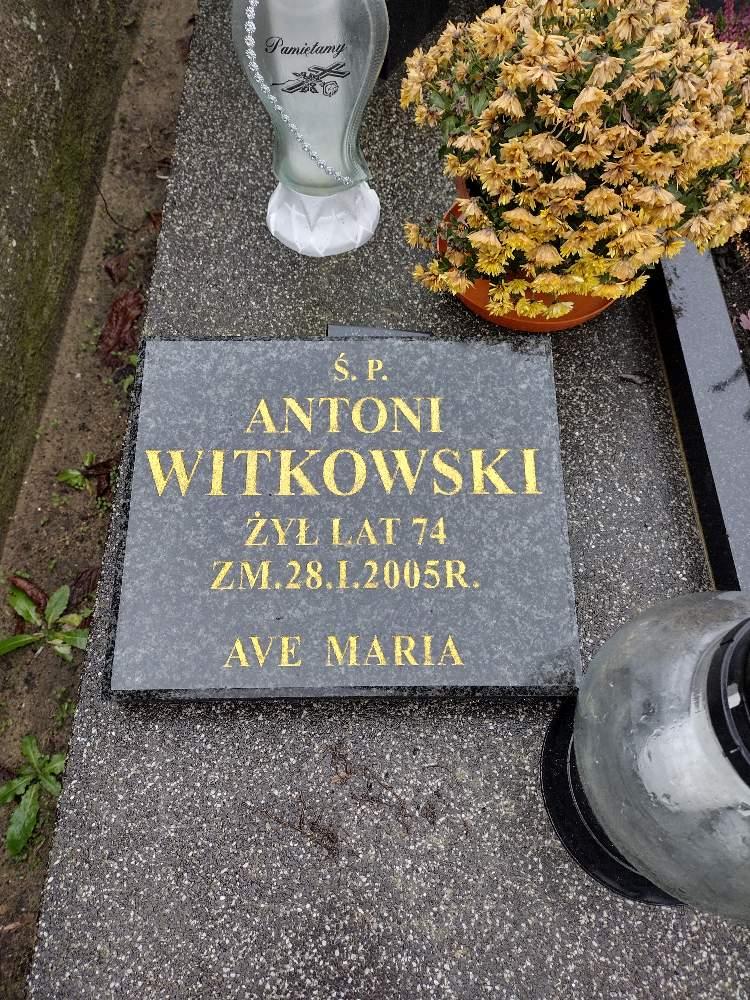 Pamiętamy
Ś. P.
ANTONI
WITKOWSKI
ŻYŁ LAT 74
ZM.28.I.2005R.
AVE MARIA